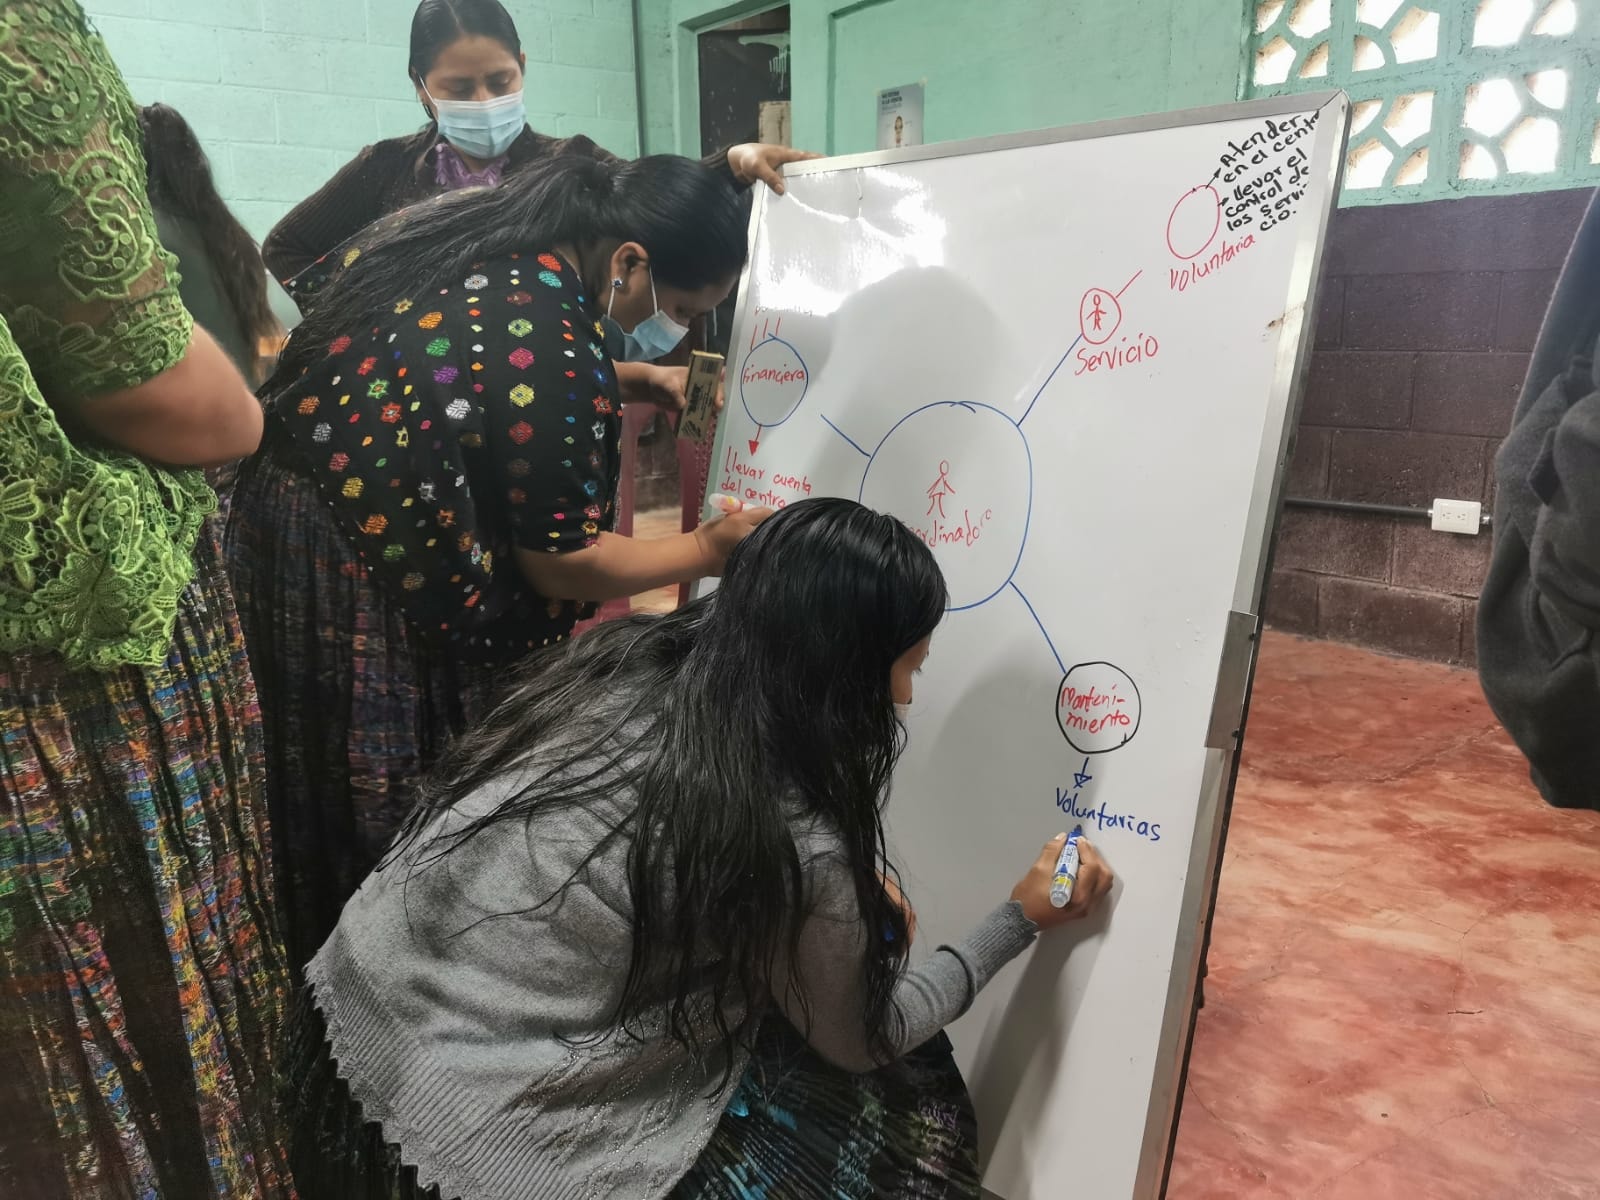 Atender
en el centro
llevar el
control de
los servi-
cio.
Voluntaria
Servicio
financiera
Llevar cuenta
del centro
Manteni-
miento
Voluntarias